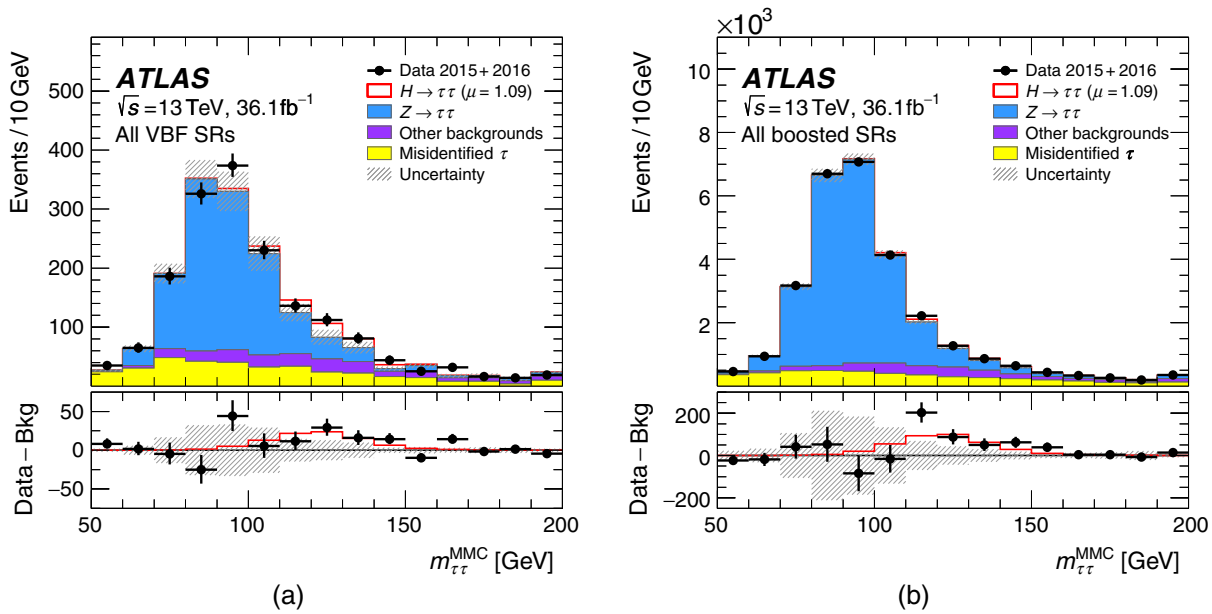 ATLAS
√s = 13 TeV, 36.1 fb⁻¹
All VBF SRs
Data 2015 + 2016
H → ττ (μ = 1.09)
Z → ττ
Other backgrounds
Misidentified τ
Uncertainty
Events / 10 GeV
500
400
300
200
100
Data − Bkg
50
0
−50
50 100 150 200
m_ττ^MMC [GeV]
(a)
×10³
ATLAS
√s = 13 TeV, 36.1 fb⁻¹
All boosted SRs
Data 2015 + 2016
H → ττ (μ = 1.09)
Z → ττ
Other backgrounds
Misidentified τ
Uncertainty
Events / 10 GeV
10
8
6
4
2
Data − Bkg
200
0
−200
50 100 150 200
m_ττ^MMC [GeV]
(b)